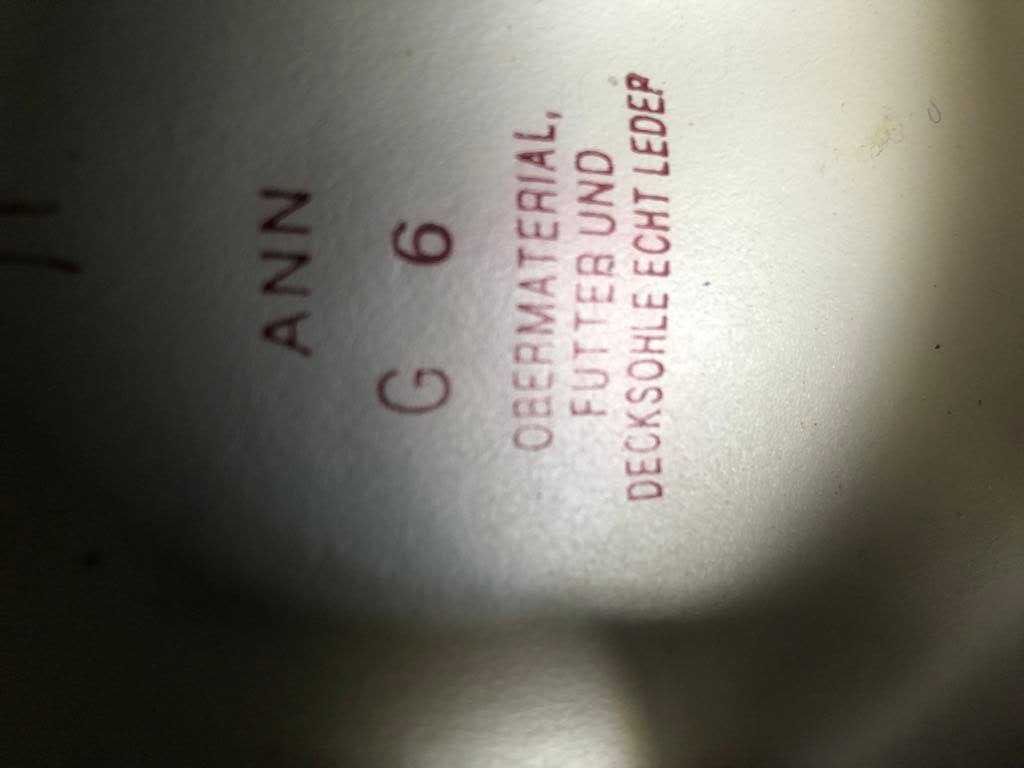 ANN
G 6
OBERMATERIAL,
FUTTER UND
DECKSOHLE ECHT LEDER